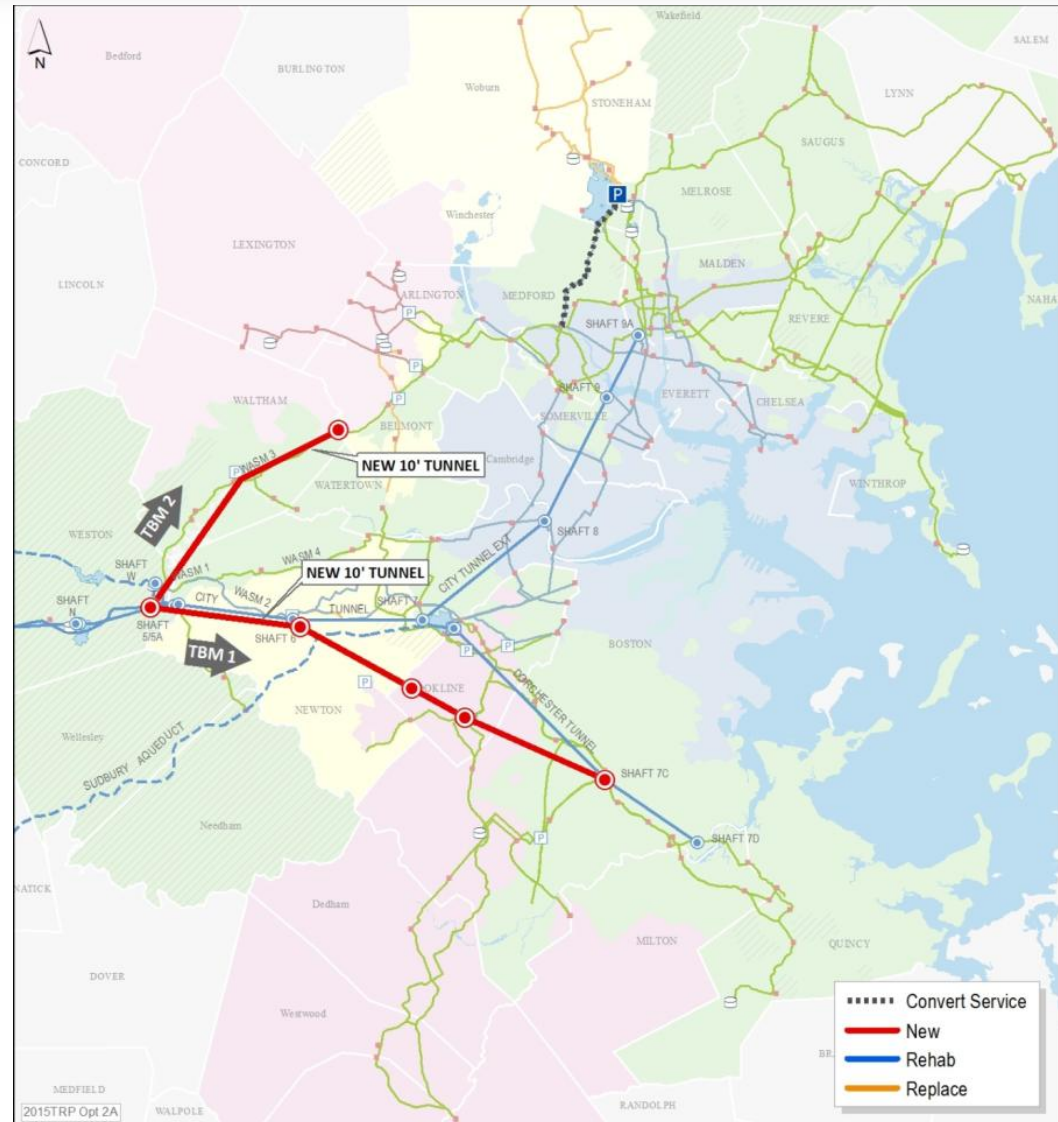 N
Bedford
BURLINGTON
Woburn
Wakefield
STONEHAM
SALEM
LYNN
CONCORD
SAUGUS
P
MELROSE
Winchester
LEXINGTON
LINCOLN
ARLINGTON
MEDFORD
MALDEN
NAHA
REVERE
P
SHAFT 9A
P
WALTHAM
P
BELMONT
SHAFT 9
SOMERVILLE
EVERETT
CHELSEA
Cambridge
WASM 3
P
NEW 10' TUNNEL
WATERTOWN
WINTHROP
TBM 2
WESTON
SHAFT 8
SHAFT
W
WASM 1
WASM 4
NEW 10' TUNNEL
CITY TUNNEL EXT
SHAFT
N
CITY
WASM 2
TUNNEL
SHAFT 7
P
SHAFT
5/5A
SHAFT 6
TBM 1
P
P
BOSTON
P
OKLINE
NEWTON
DORCHESTER TUNNEL
Wellesley
SUDBURY AQUEDUCT
SHAFT 7C
Needham
P
SHAFT 7D
NATICK
Dedham
MILTON
QUINCY
DOVER
Westwood
Convert Service
New
Rehab
Replace
BR
MEDFIELD
WALPOLE
RANDOLPH
2015TRP Opt 2A